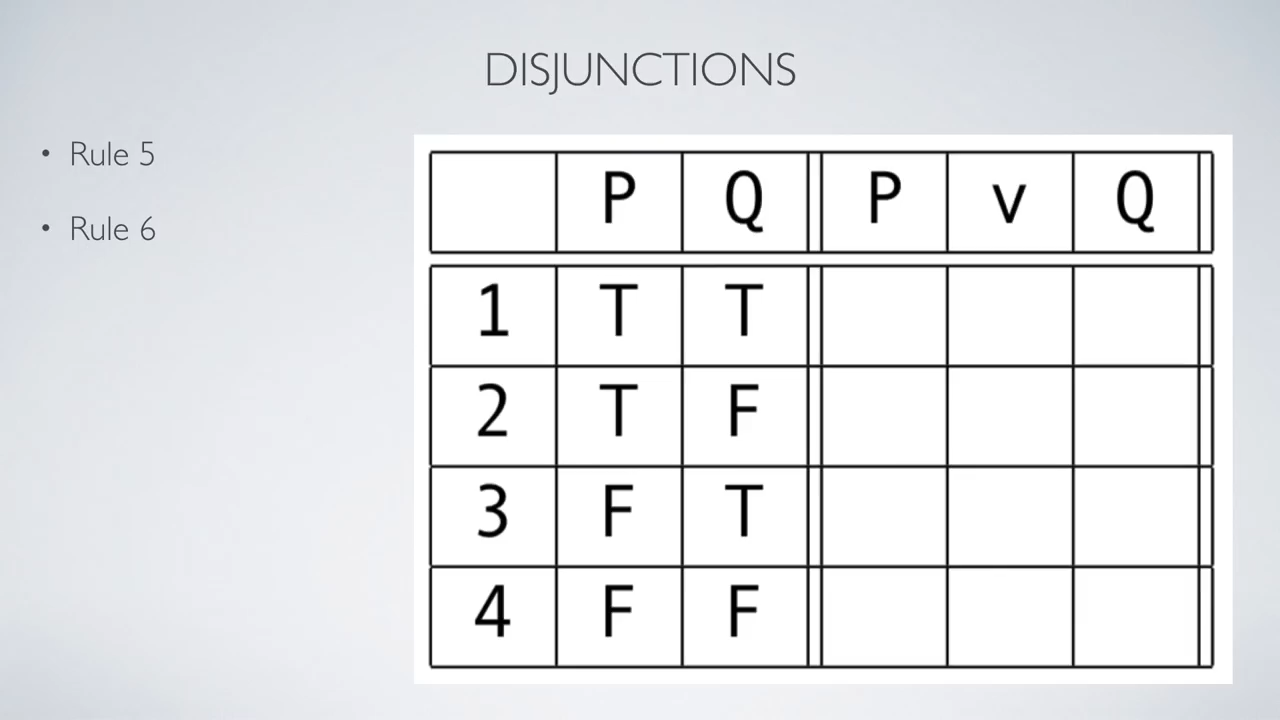 DISJUNCTIONS
• Rule 5
• Rule 6
P Q P v Q
1 T T
2 T F
3 F T
4 F F